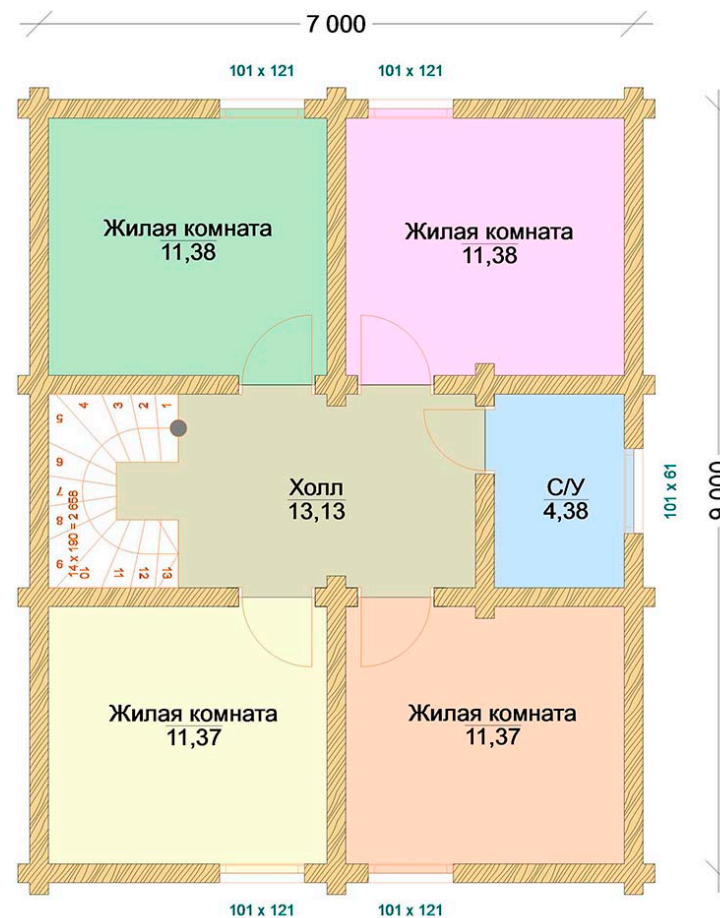 7 000
101 x 121
101 x 121
Жилая комната
11,38
Жилая комната
11,38
5
4
3
2
1
6
7
8
9
10
11
12
13
14 x 190 = 2 658
Холл
13,13
С/У
4,38
101 x 61
9 000
Жилая комната
11,37
Жилая комната
11,37
101 x 121
101 x 121